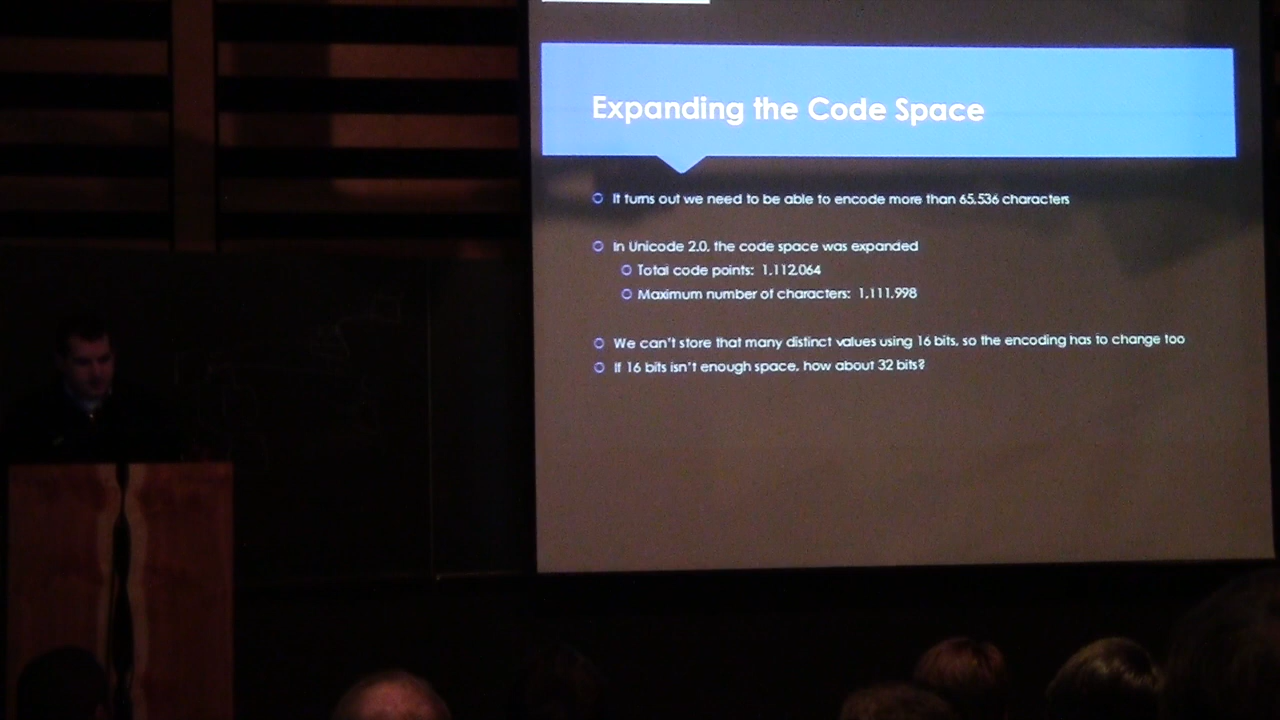 Expanding the Code Space
It turns out we need to be able to encode more than 65,536 characters
In Unicode 2.0, the code space was expanded
Total code points: 1,112,064
Maximum number of characters: 1,111,998
We can't store that many distinct values using 16 bits, so the encoding has to change too
If 16 bits isn't enough space, how about 32 bits?